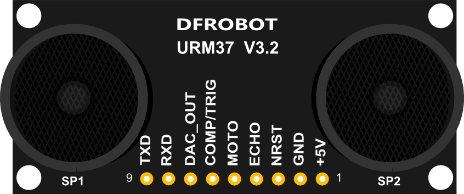 DFROBOT
URM37 V3.2
TXD
RXD
DAC_OUT
COMP/TRIG
MOTO
ECHO
NRST
GND
+5V
SP1
9
1
SP2